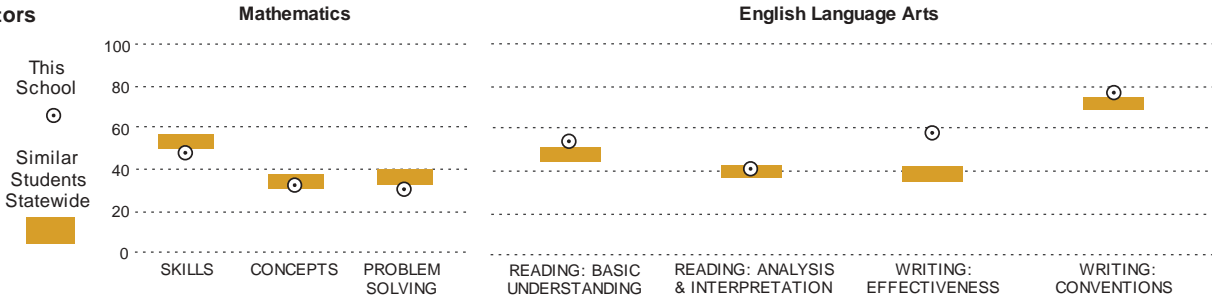 tors
Mathematics
English Language Arts
This
School
Similar
Students
Statewide
100
80
60
40
20
0
SKILLS
CONCEPTS
PROBLEM
SOLVING
READING: BASIC
UNDERSTANDING
READING: ANALYSIS
& INTERPRETATION
WRITING:
EFFECTIVENESS
WRITING:
CONVENTIONS